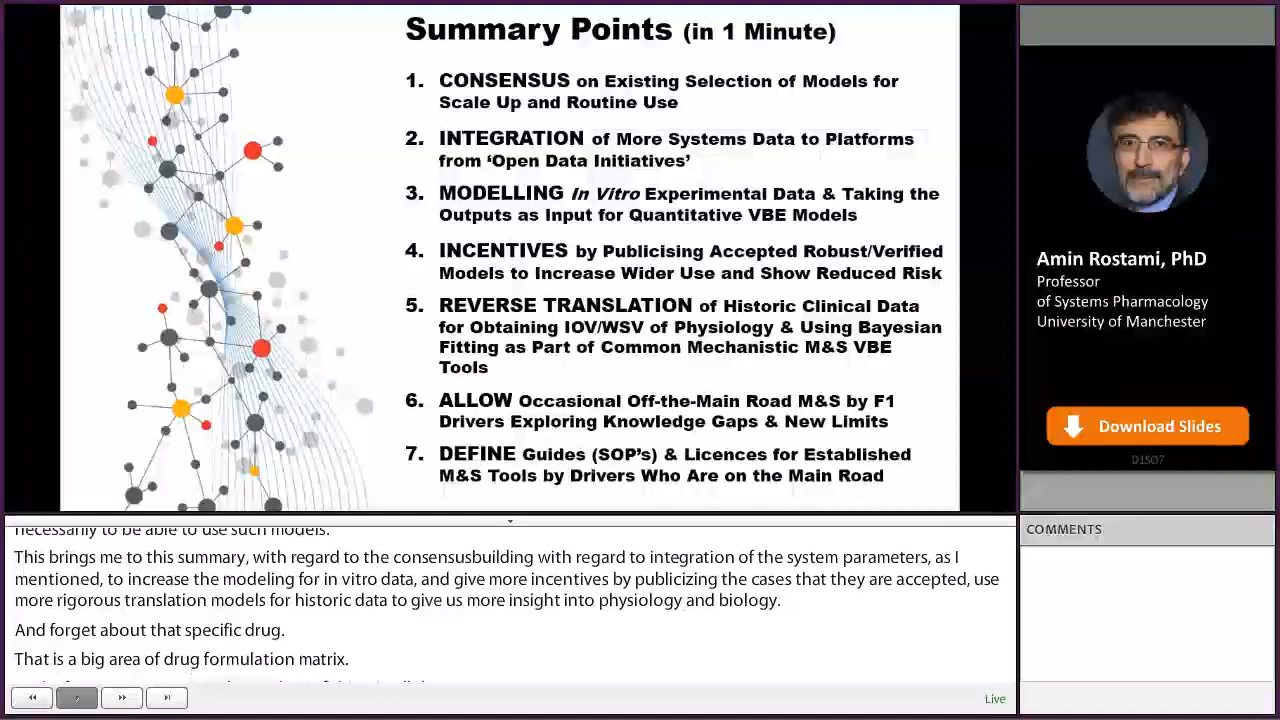 Summary Points (in 1 Minute)
1. CONSENSUS on Existing Selection of Models for
Scale Up and Routine Use
2. INTEGRATION of More Systems Data to Platforms
from ‘Open Data Initiatives’
3. MODELLING In Vitro Experimental Data & Taking the
Outputs as Input for Quantitative VBE Models
4. INCENTIVES by Publicising Accepted Robust/Verified
Models to Increase Wider Use and Show Reduced Risk
5. REVERSE TRANSLATION of Historic Clinical Data
for Obtaining IOV/WSV of Physiology & Using Bayesian
Fitting as Part of Common Mechanistic M&S VBE
Tools
6. ALLOW Occasional Off-the-Main Road M&S by F1
Drivers Exploring Knowledge Gaps & New Limits
7. DEFINE Guides (SOP’s) & Licences for Established
M&S Tools by Drivers Who Are on the Main Road
Amin Rostami, PhD
Professor
of Systems Pharmacology
University of Manchester
Download Slides
D1S07
necessarily to be able to use such models.
This brings me to this summary, with regard to the consensusbuilding with regard to integration of the system parameters, as I
mentioned, to increase the modeling for in vitro data, and give more incentives by publicizing the cases that they are accepted, use
more rigorous translation models for historic data to give us more insight into physiology and biology.
And forget about that specific drug.
That is a big area of drug formulation matrix.
Live
COMMENTS